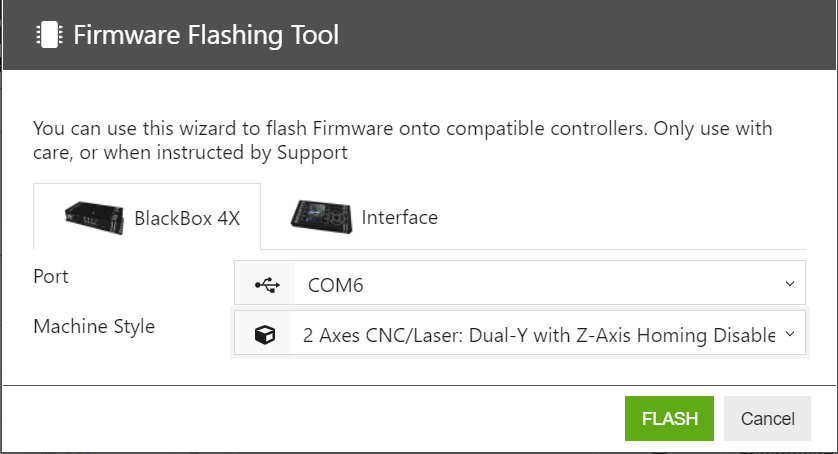 Firmware Flashing Tool
You can use this wizard to flash Firmware onto compatible controllers. Only use with
care, or when instructed by Support
BlackBox 4X
Interface
Port
COM6
Machine Style
2 Axes CNC/Laser: Dual-Y with Z-Axis Homing Disable
FLASH
Cancel